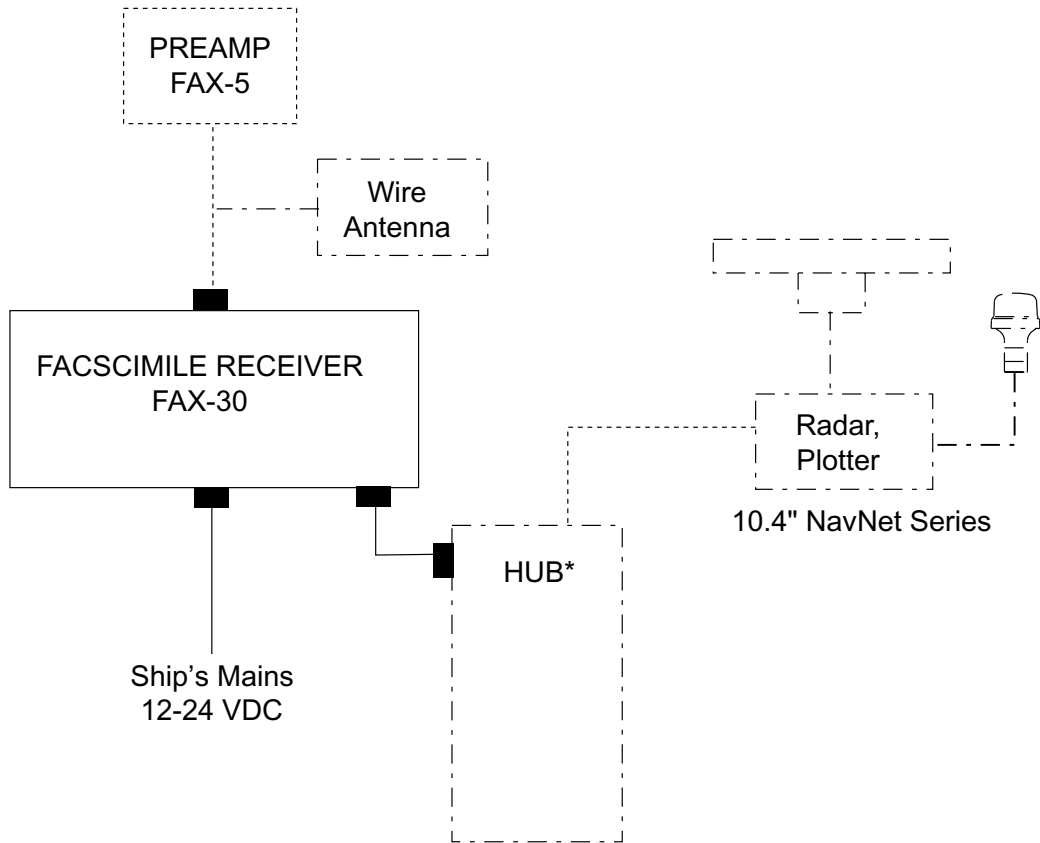 PREAMP
FAX-5
Wire
Antenna
FACSCIMILE RECEIVER
FAX-30
Radar,
Plotter
10.4" NavNet Series
HUB*
Ship’s Mains
12-24 VDC